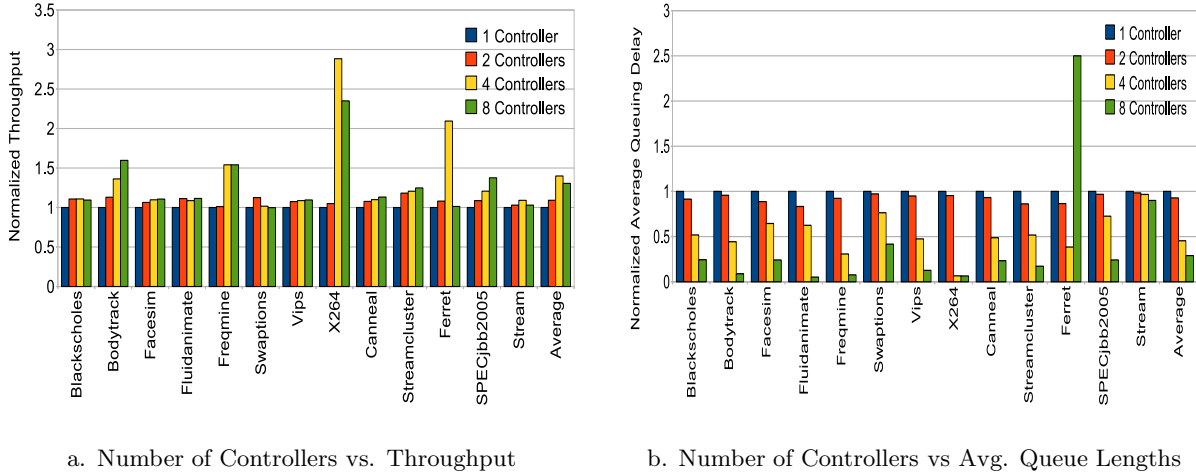 3.5
3
2.5
2
1.5
1
0.5
0
Normalized Throughput
1 Controller
2 Controllers
4 Controllers
8 Controllers
Blackscholes
Bodytrack
Facesim
Fluidanimate
Freqmine
Swaptions
Vips
X264
Canneal
Streamcluster
Ferret
SPECjbb2005
Stream
Average
a. Number of Controllers vs. Throughput
3
2.5
2
1.5
1
0.5
0
Normalized Average Queuing Delay
1 Controller
2 Controllers
4 Controllers
8 Controllers
Blackscholes
Bodytrack
Facesim
Fluidanimate
Freqmine
Swaptions
Vips
X264
Canneal
Streamcluster
Ferret
SPECjbb2005
Stream
Average
b. Number of Controllers vs Avg. Queue Lengths